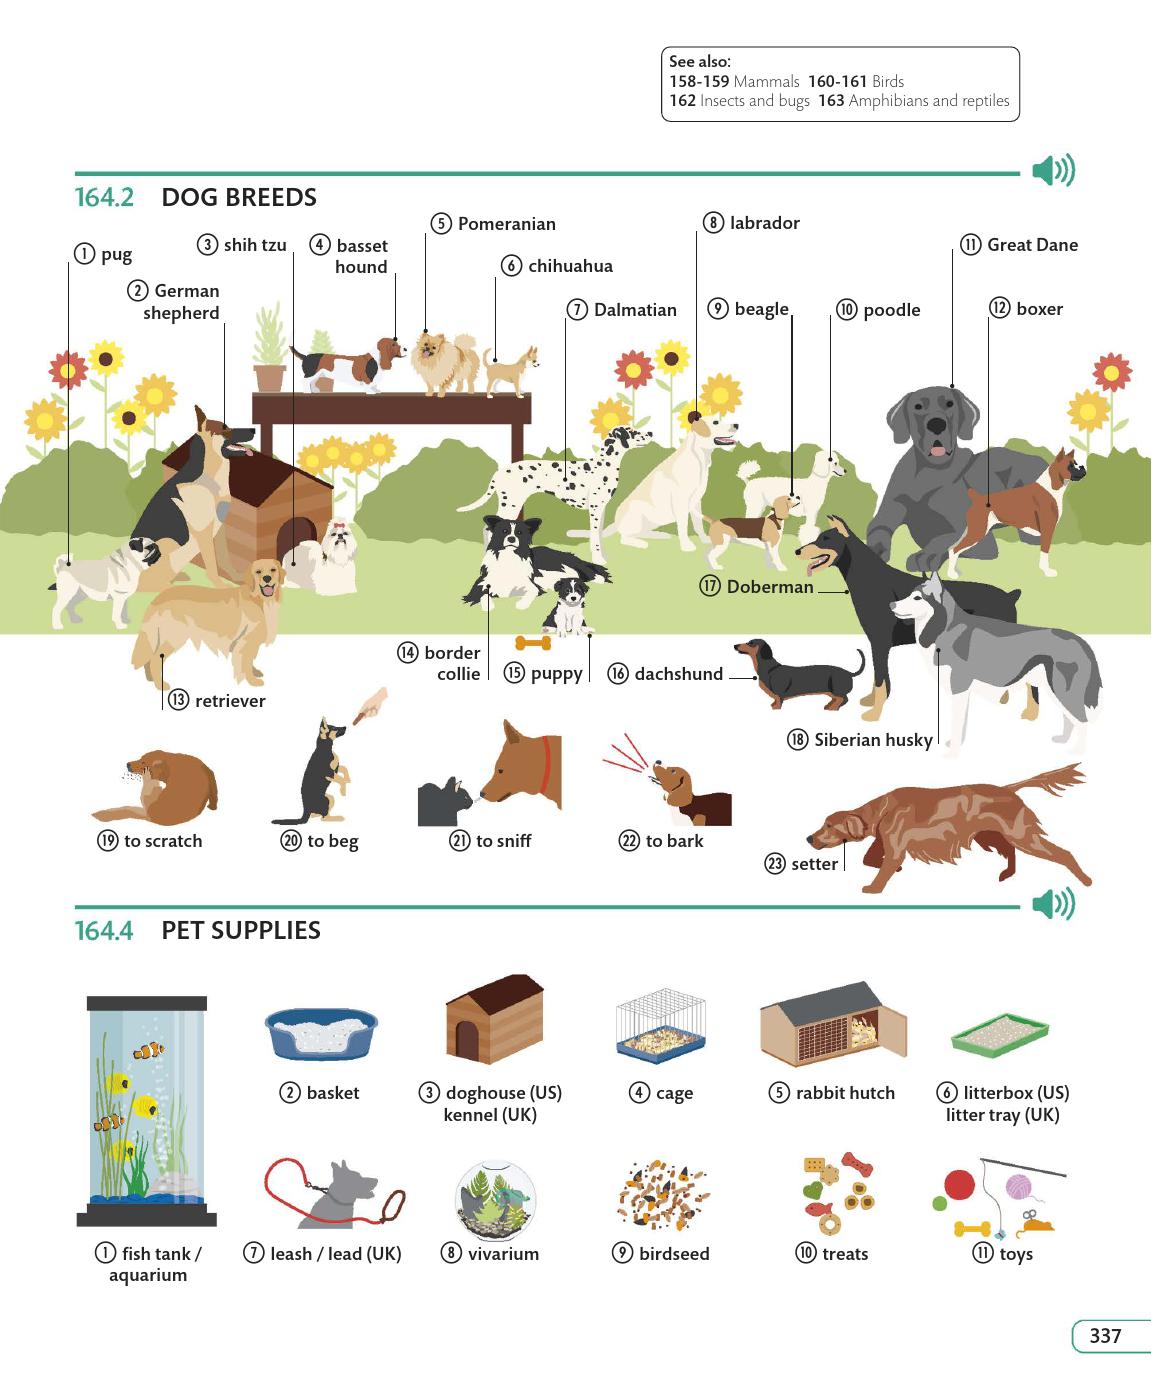 See also:
158-159 Mammals 160-161 Birds
162 Insects and bugs 163 Amphibians and reptiles
164.2 DOG BREEDS
① pug
② German
shepherd
③ shih tzu
④ basset
hound
⑤ Pomeranian
⑥ chihuahua
⑦ Dalmatian
⑧ labrador
⑨ beagle
⑩ poodle
⑪ Great Dane
⑫ boxer
⑬ retriever
⑭ border
collie
⑮ puppy
⑯ dachshund
⑰ Doberman
⑱ Siberian husky
⑲ to scratch
⑳ to beg
㉑ to sniff
㉒ to bark
㉓ setter
164.4 PET SUPPLIES
① fish tank /
aquarium
② basket
③ doghouse (US)
kennel (UK)
④ cage
⑤ rabbit hutch
⑥ litterbox (US)
litter tray (UK)
⑦ leash / lead (UK)
⑧ vivarium
⑨ birdseed
⑩ treats
⑪ toys
337